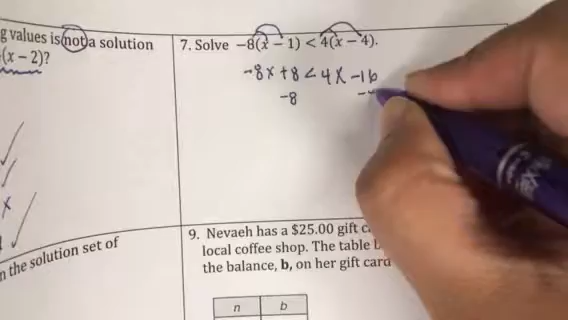 g values is not a solution
(x − 2)?
7. Solve −8(x − 1) < 4(x − 4).
-8x + 8 < 4x - 16
-8
x
n the solution set of
9. Nevaeh has a $25.00 gift
local coffee shop. The table
the balance, b, on her gift card
n b